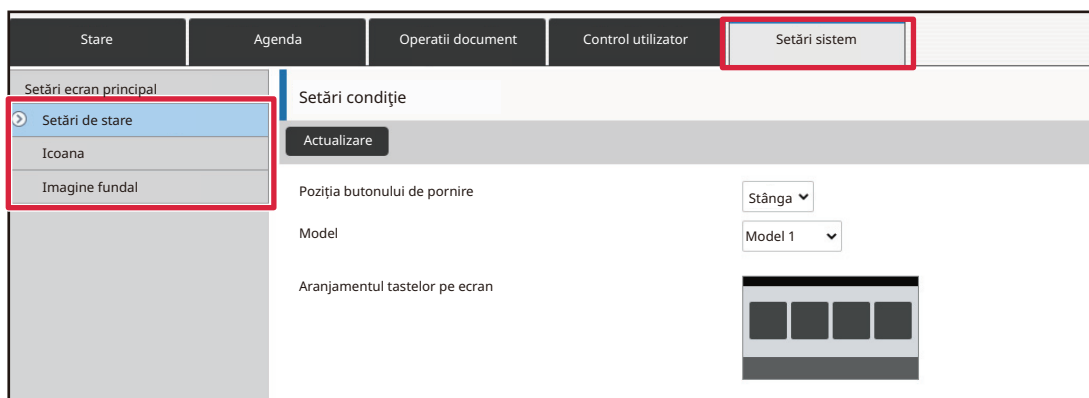 Stare Agenda Operatii document Control utilizator Setări sistem
Setări ecran principal
Setări de stare
Icoana
Imagine fundal
Setări condiţie
Actualizare
Poziția butonului de pornire Stânga
Model Model 1
Aranjamentul tastelor pe ecran